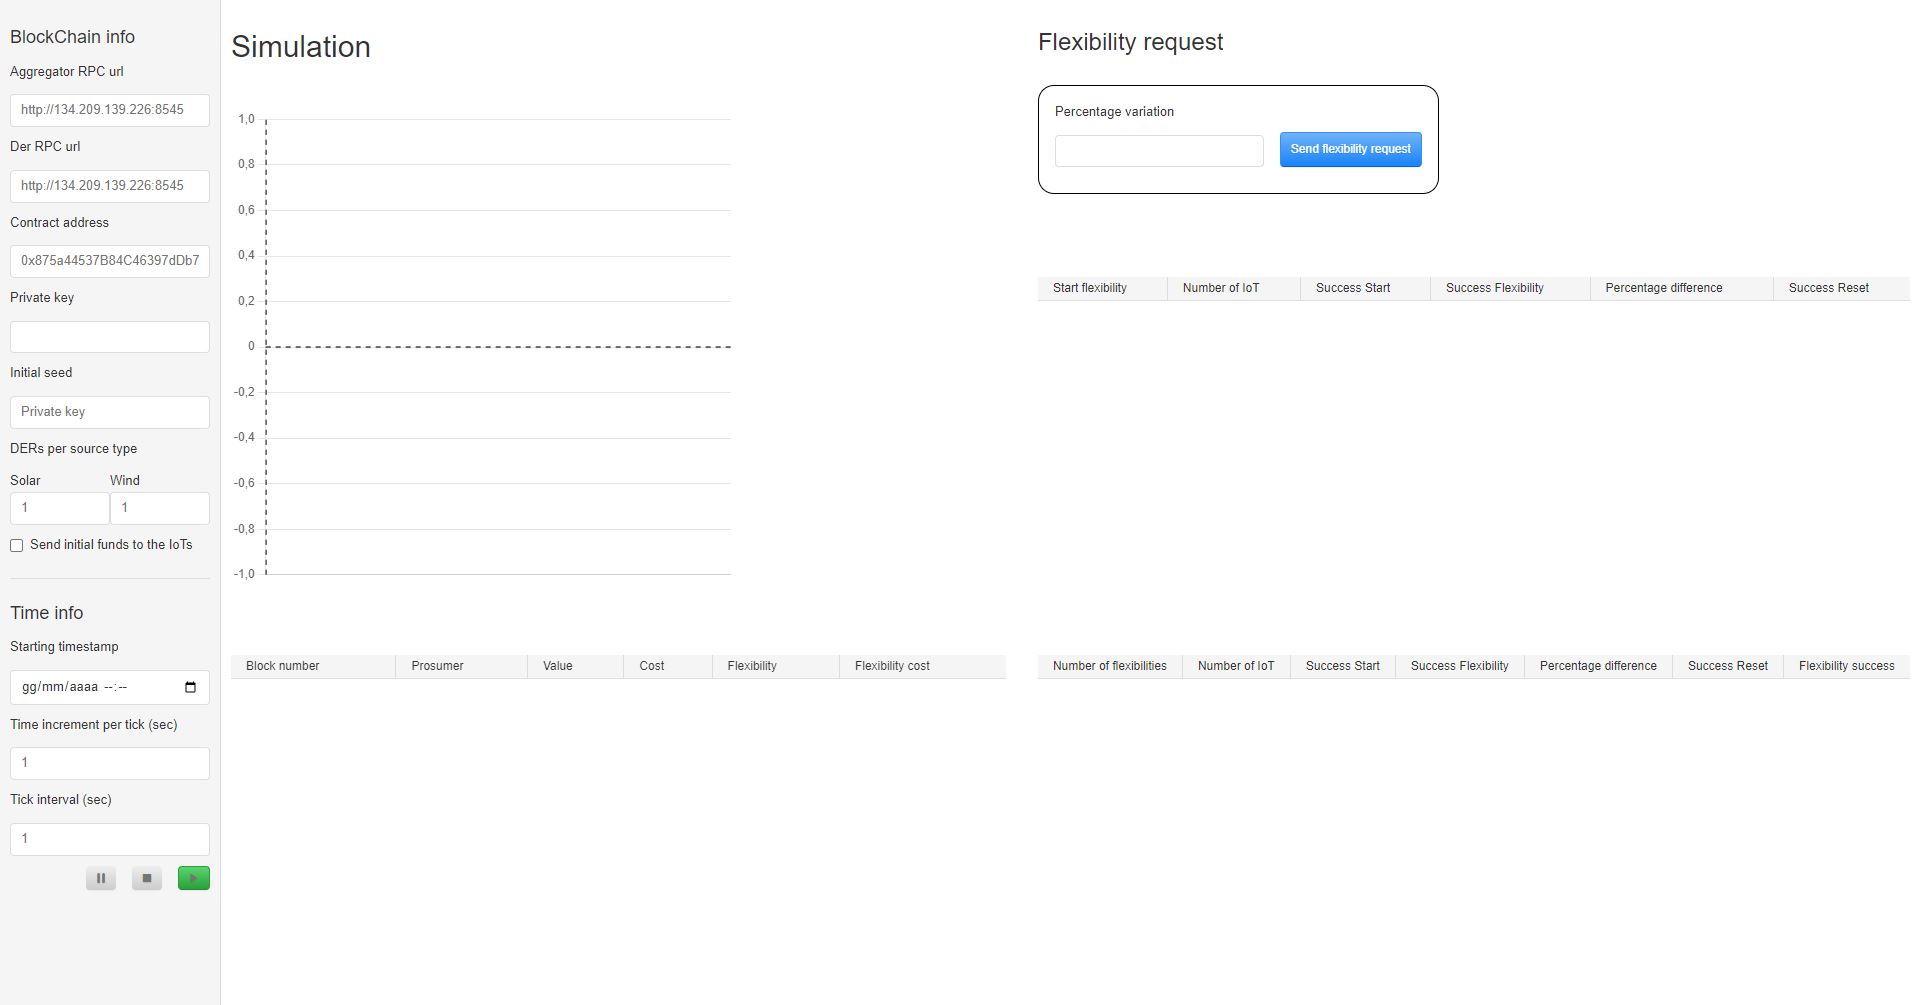 BlockChain info
Aggregator RPC url
http://134.209.139.226:8545
Der RPC url
http://134.209.139.226:8545
Contract address
0x875a44537B84C46397dDb7
Private key
Initial seed
Private key
DERs per source type
Solar Wind
1 1
Send initial funds to the IoTs
Time info
Starting timestamp
gg/mm/aaaa --:--
Time increment per tick (sec)
1
Tick interval (sec)
1
Simulation
1,0
0,8
0,6
0,4
0,2
0
-0,2
-0,4
-0,6
-0,8
-1,0
Block number Prosumer Value Cost Flexibility Flexibility cost
Flexibility request
Percentage variation
Send flexibility request
Start flexibility Number of IoT Success Start Success Flexibility Percentage difference Success Reset
Number of flexibilities Number of IoT Success Start Success Flexibility Percentage difference Success Reset Flexibility success